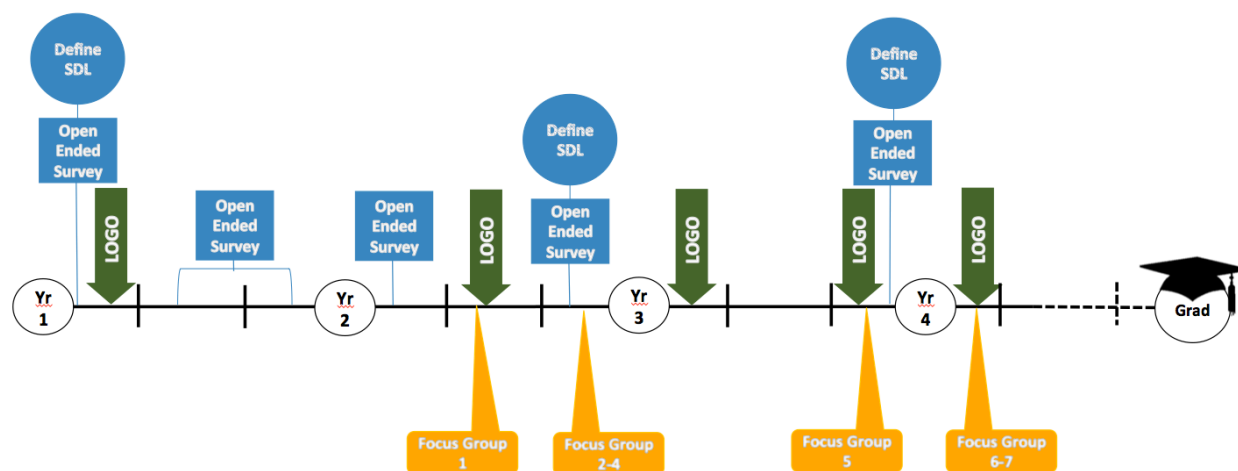 Define
SDL
Open
Ended
Survey
LOGO
Open
Ended
Survey
Open
Ended
Survey
LOGO
Define
SDL
Open
Ended
Survey
LOGO
LOGO
Define
SDL
Open
Ended
Survey
LOGO
Yr
1
Yr
2
Yr
3
Yr
4
Grad
Focus Group
1
Focus Group
2-4
Focus Group
5
Focus Group
6-7